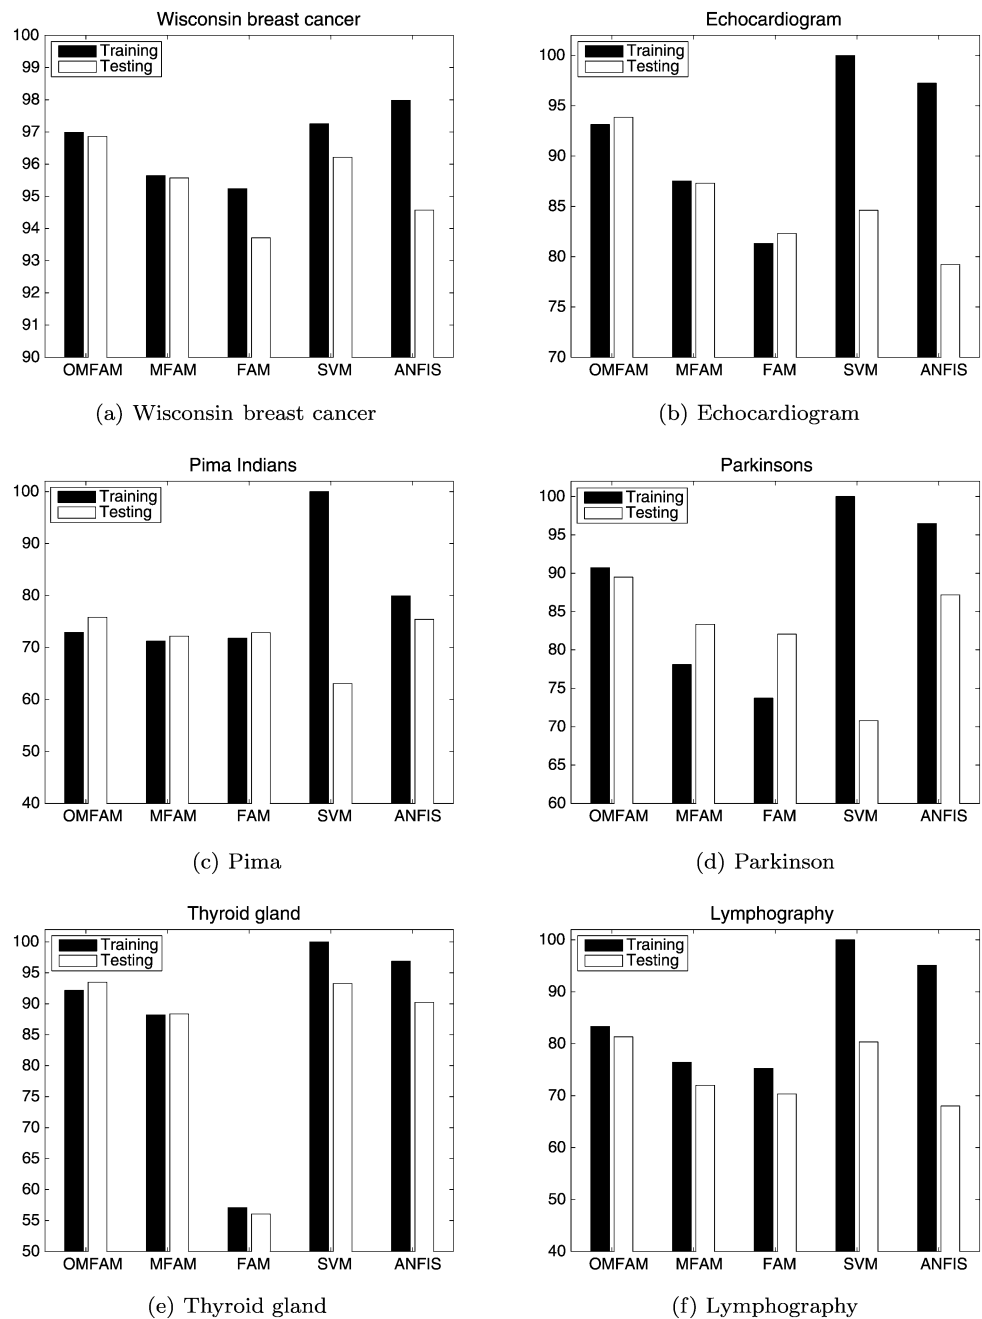 Wisconsin breast cancer
100
99
98
97
96
95
94
93
92
91
90
Training
Testing
OMFAM MFAM FAM SVM ANFIS
(a) Wisconsin breast cancer
Echocardiogram
100
95
90
85
80
75
70
Training
Testing
OMFAM MFAM FAM SVM ANFIS
(b) Echocardiogram
Pima Indians
100
90
80
70
60
50
40
Training
Testing
OMFAM MFAM FAM SVM ANFIS
(c) Pima
Parkinsons
100
95
90
85
80
75
70
65
60
Training
Testing
OMFAM MFAM FAM SVM ANFIS
(d) Parkinson
Thyroid gland
100
95
90
85
80
75
70
65
60
55
50
Training
Testing
OMFAM MFAM FAM SVM ANFIS
(e) Thyroid gland
Lymphography
100
90
80
70
60
50
40
Training
Testing
OMFAM MFAM FAM SVM ANFIS
(f) Lymphography